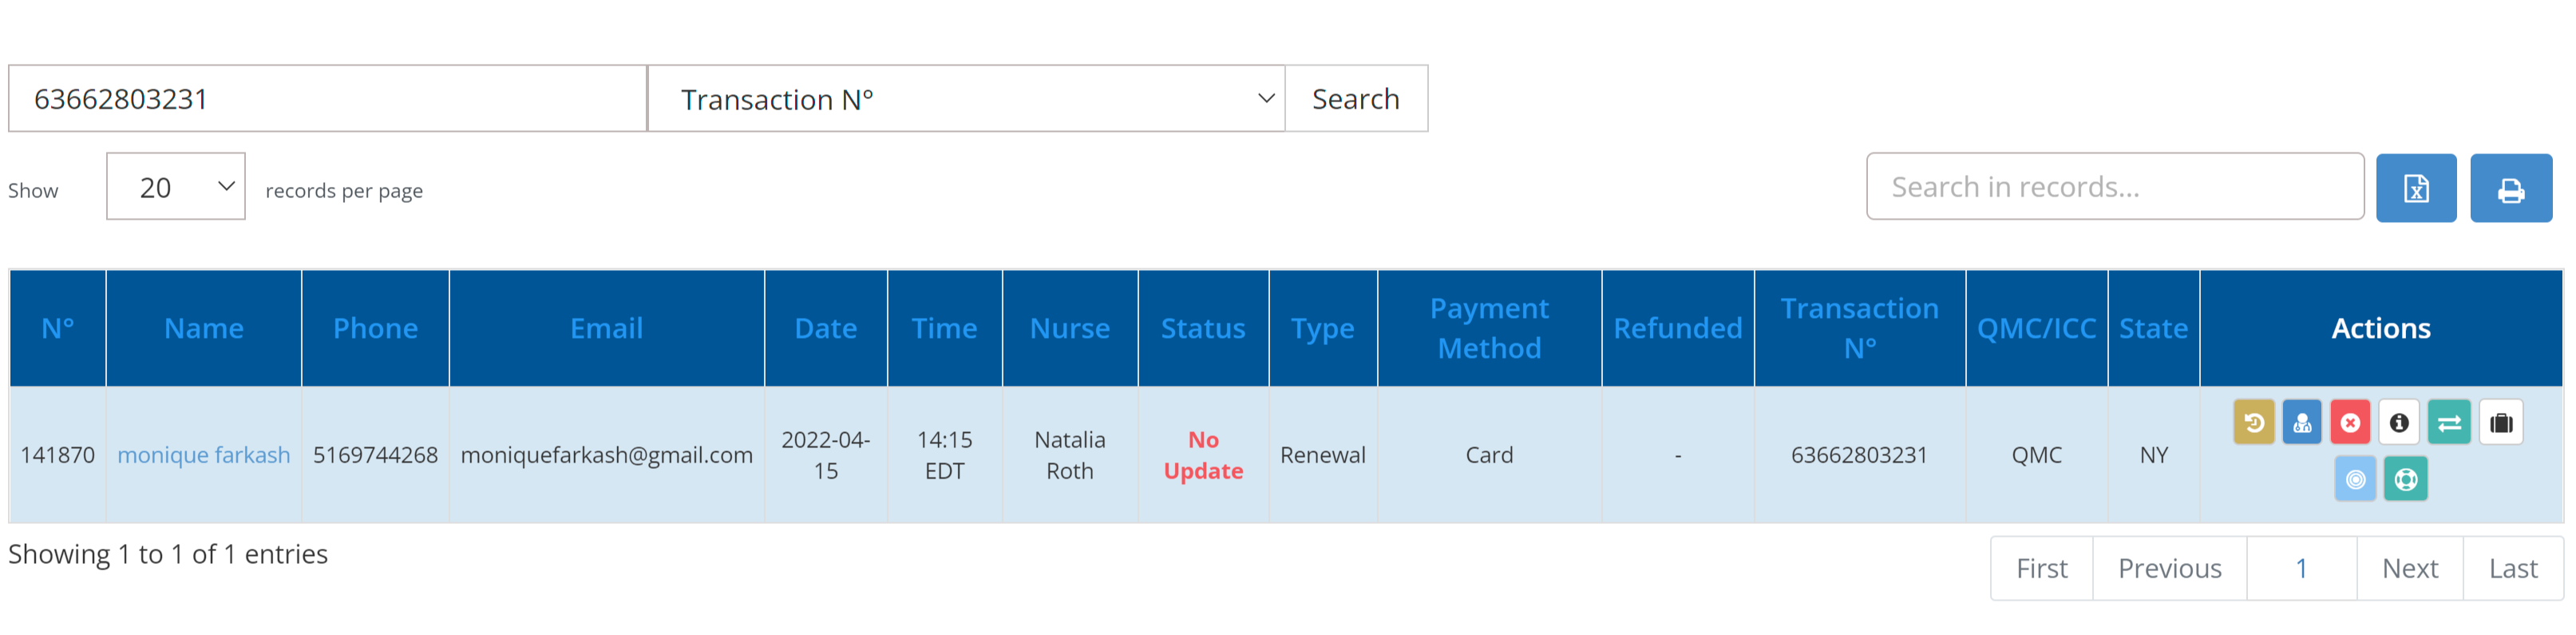 63662803231 Transaction N° Search
Show 20 records per page Search in records...
N° Name Phone Email Date Time Nurse Status Type Payment Method Refunded Transaction N° QMC/ICC State Actions
141870 monique farkash 5169744268 moniquefarkash@gmail.com 2022-04-15 14:15 EDT Natalia Roth No Update Renewal Card - 63662803231 QMC NY
Showing 1 to 1 of 1 entries First Previous 1 Next Last